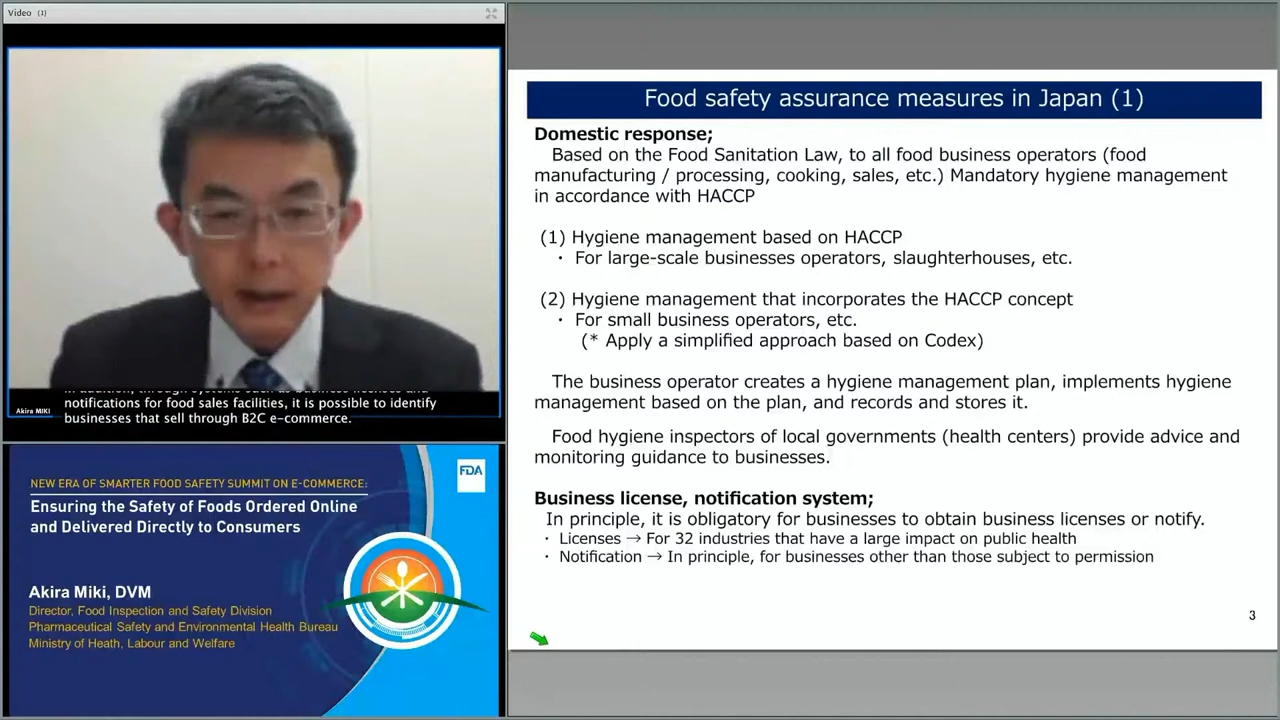 Video (1)
Akira MIKI
In addition, through systems such as business licenses and
notifications for food sales facilities, it is possible to identify
businesses that sell through B2C e-commerce.
FDA
NEW ERA OF SMARTER FOOD SAFETY SUMMIT ON E-COMMERCE:
Ensuring the Safety of Foods Ordered Online
and Delivered Directly to Consumers
Akira Miki, DVM
Director, Food Inspection and Safety Division
Pharmaceutical Safety and Environmental Health Bureau
Ministry of Heath, Labour and Welfare
Food safety assurance measures in Japan (1)
Domestic response;
Based on the Food Sanitation Law, to all food business operators (food
manufacturing / processing, cooking, sales, etc.) Mandatory hygiene management
in accordance with HACCP
(1) Hygiene management based on HACCP
・ For large-scale businesses operators, slaughterhouses, etc.
(2) Hygiene management that incorporates the HACCP concept
・ For small business operators, etc.
(* Apply a simplified approach based on Codex)
The business operator creates a hygiene management plan, implements hygiene
management based on the plan, and records and stores it.
Food hygiene inspectors of local governments (health centers) provide advice and
monitoring guidance to businesses.
Business license, notification system;
In principle, it is obligatory for businesses to obtain business licenses or notify.
・ Licenses → For 32 industries that have a large impact on public health
・ Notification → In principle, for businesses other than those subject to permission
3